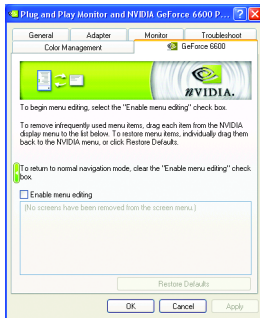 Plug and Play Monitor and NVIDIA GeForce 6600 P...
General Adapter Monitor Troubleshoot
Color Management GeForce 6600
NVIDIA.
To begin menu editing, select the "Enable menu editing" check box.
To remove infrequently used menu items, drag each item from the NVIDIA
display menu to the list below. To restore menu items, individually drag them
back to the NVIDIA menu, or click Restore Defaults.
To return to normal navigation mode, clear the "Enable menu editing" check
box.
Enable menu editing
(No screens have been removed from the screen menu.)
Restore Defaults
OK Cancel Apply